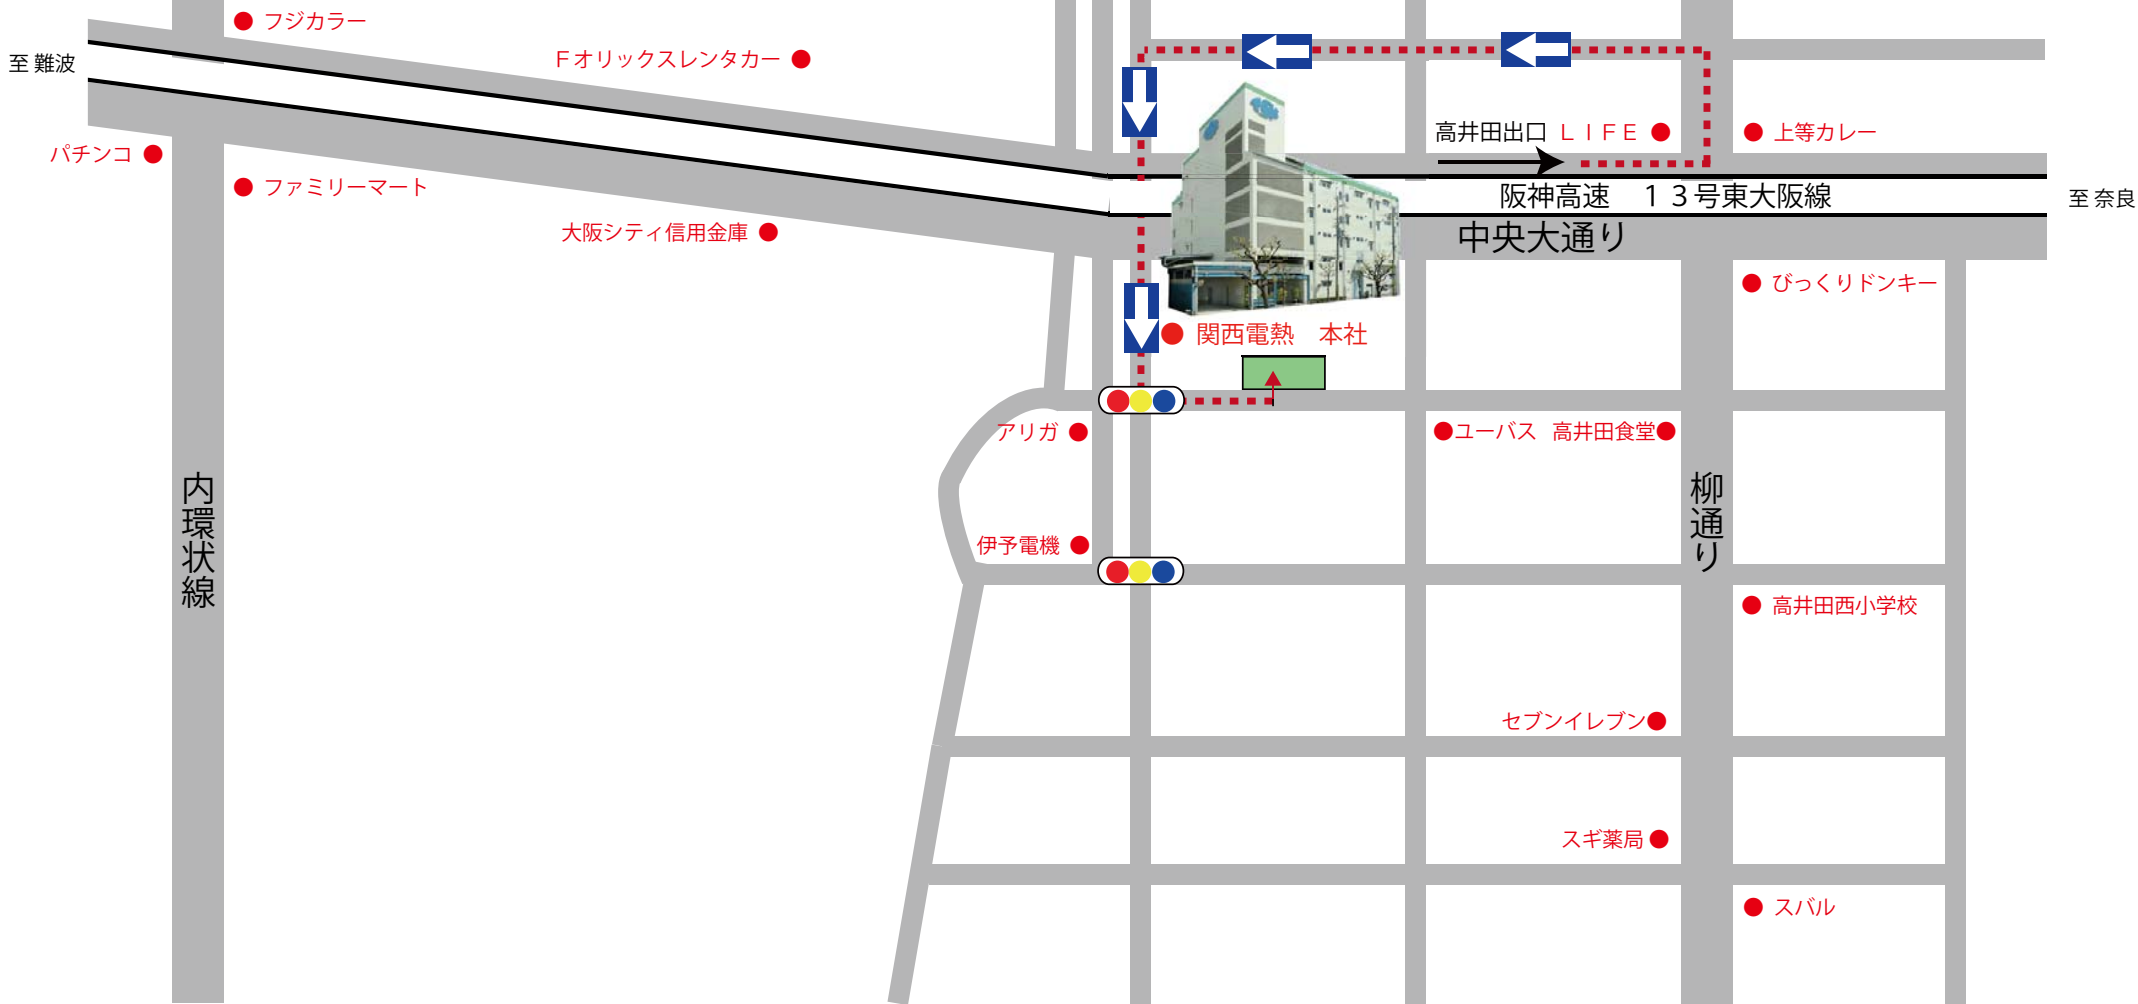 フジカラー
Ｆオリックスレンタカー
至 難波
高井田出口 ＬＩＦＥ
上等カレー
パチンコ
ファミリーマート
阪神高速　１３号東大阪線
至 奈良
大阪シティ信用金庫
中央大通り
びっくりドンキー
関西電熱　本社
アリガ
ユーバス
高井田食堂
内環状線
柳通り
伊予電機
高井田西小学校
セブンイレブン
スギ薬局
スバル